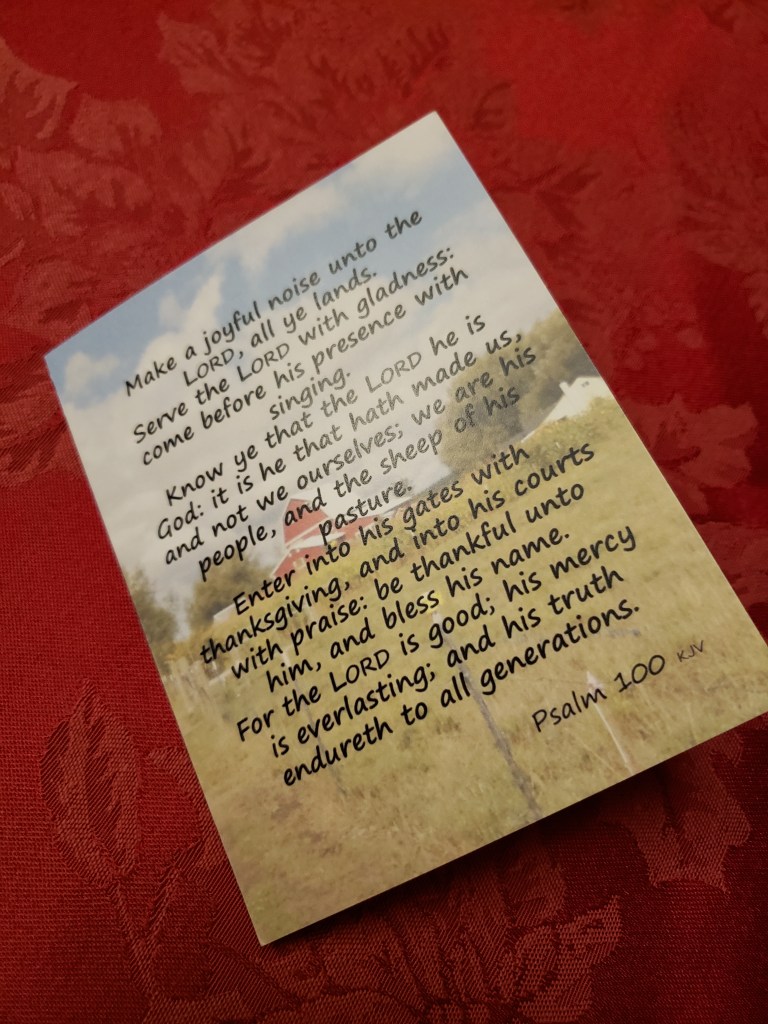 Make a joyful noise unto the
LORD, all ye lands.
Serve the LORD with gladness:
come before his presence with
singing.
Know ye that the LORD he is
God: it is he that hath made us,
and not we ourselves; we are his
people, and the sheep of his
pasture.
Enter into his gates with
thanksgiving, and into his courts
with praise: be thankful unto
him, and bless his name.
For the LORD is good; his mercy
is everlasting; and his truth
endureth to all generations.
Psalm 100 KJV